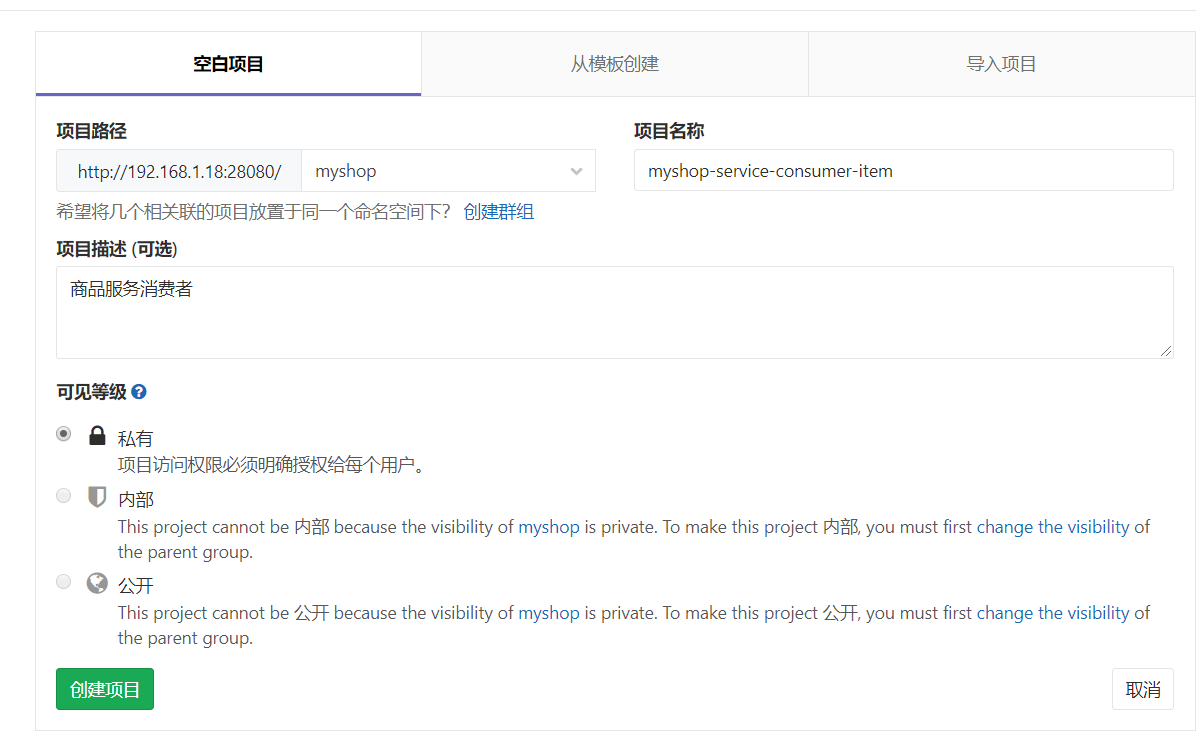 空白项目
从模板创建
导入项目
项目路径
项目名称
http://192.168.1.18:28080/
myshop
myshop-service-consumer-item
希望将几个相关联的项目放置于同一个命名空间下? 创建群组
项目描述 (可选)
商品服务消费者
可见等级
私有
项目访问权限必须明确授权给每个用户。
内部
This project cannot be 内部 because the visibility of myshop is private. To make this project 内部, you must first change the visibility of
the parent group.
公开
This project cannot be 公开 because the visibility of myshop is private. To make this project 公开, you must first change the visibility of
the parent group.
创建项目
取消